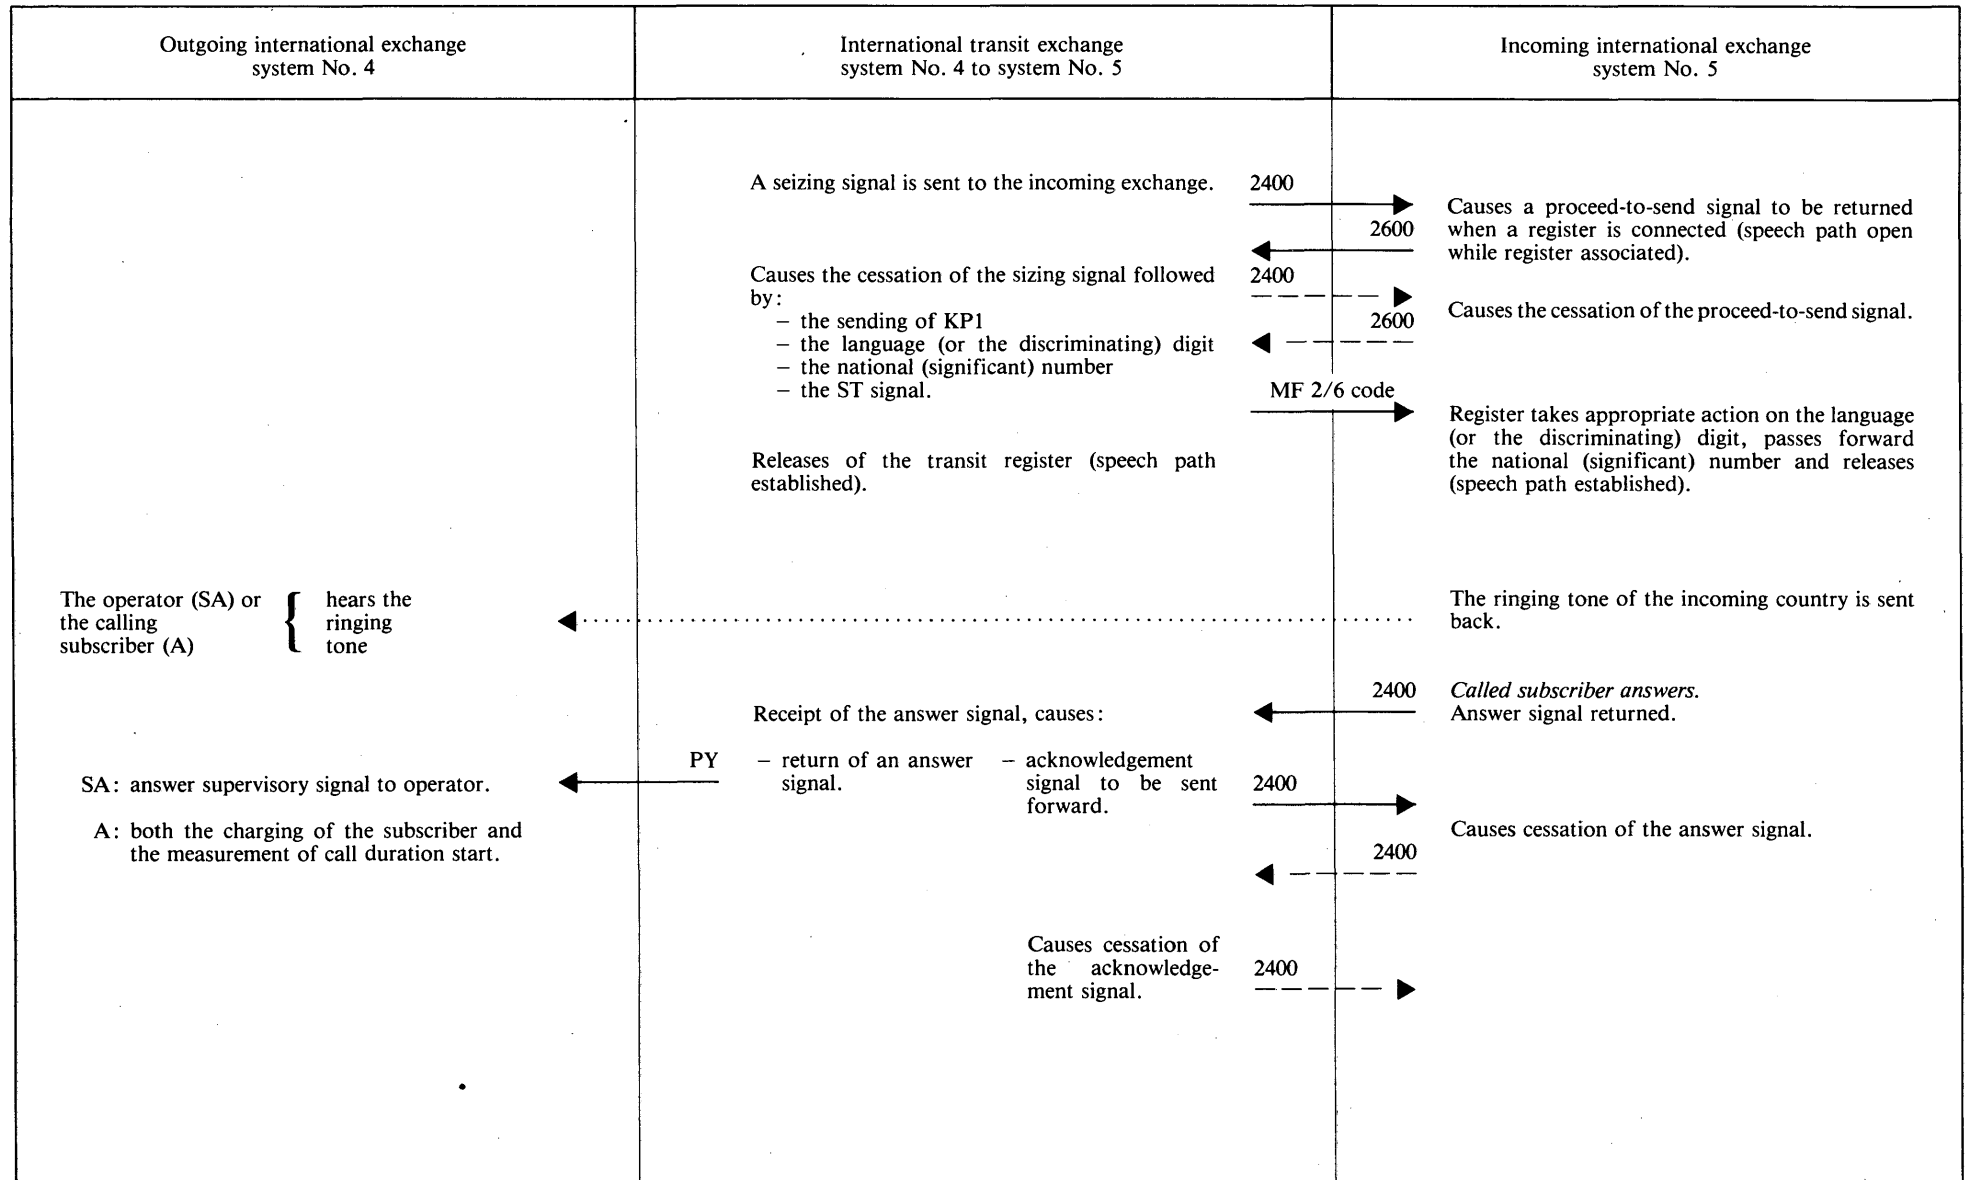 Outgoing international exchange
system No. 4
International transit exchange
system No. 4 to system No. 5
Incoming international exchange
system No. 5
A seizing signal is sent to the incoming exchange.
2400
2600
Causes a proceed-to-send signal to be returned
when a register is connected (speech path open
while register associated).
Causes the cessation of the sizing signal followed
by:
– the sending of KP1
– the language (or the discriminating) digit
– the national (significant) number
– the ST signal.
2400
2600
Causes the cessation of the proceed-to-send signal.
MF 2/6 code
Register takes appropriate action on the language
(or the discriminating) digit, passes forward
the national (significant) number and releases
(speech path established).
Releases of the transit register (speech path
established).
The operator (SA) or
the calling
subscriber (A)
hears the
ringing
tone
The ringing tone of the incoming country is sent
back.
2400
Called subscriber answers.
Answer signal returned.
Receipt of the answer signal, causes:
PY
– return of an answer
signal.
– acknowledgement
signal to be sent
forward.
2400
SA: answer supervisory signal to operator.
A: both the charging of the subscriber and
the measurement of call duration start.
Causes cessation of the answer signal.
2400
Causes cessation of
the acknowledge-
ment signal.
2400